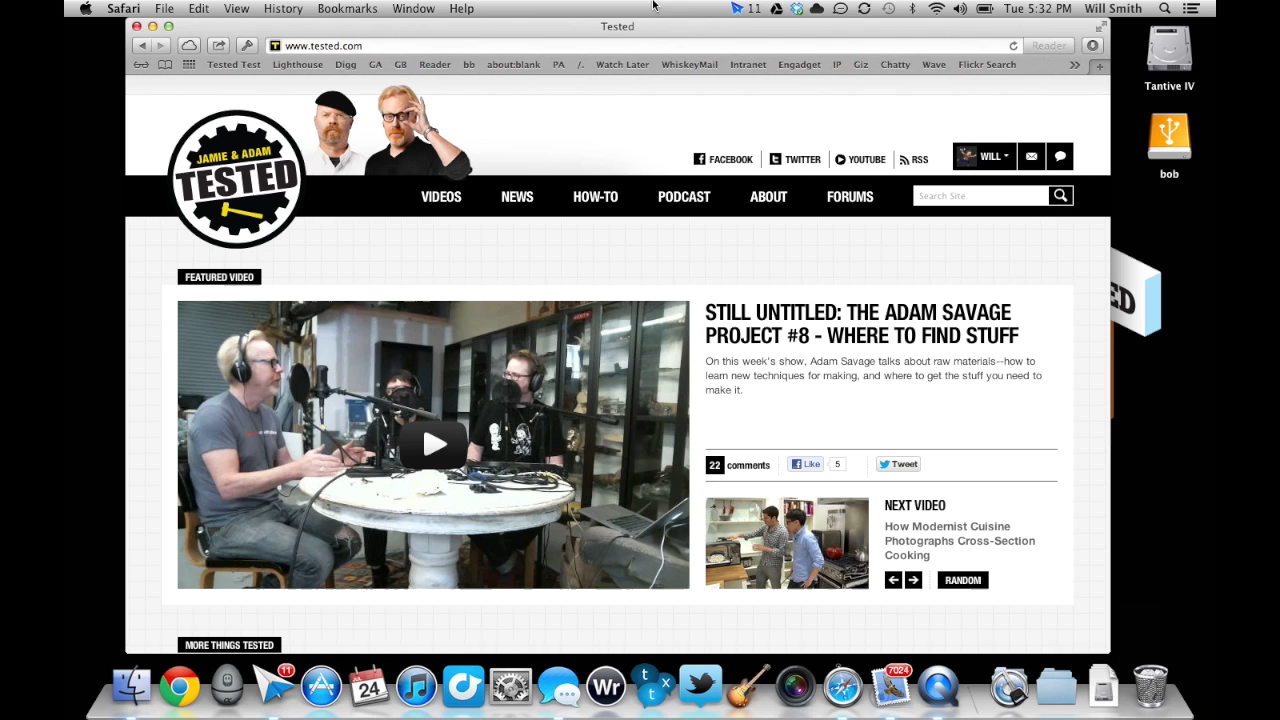 Safari File Edit View History Bookmarks Window Help 11 Tue 5:32 PM Will Smith
Tested
www.tested.com Reader
Tested Test Lighthouse Digg GA GB Reader bb about:blank PA /. Watch Later WhiskeyMail Intranet Engadget IP Giz Chatty Wave Flickr Search
Tantive IV
bob
JAMIE & ADAM
TESTED
FACEBOOK TWITTER YOUTUBE RSS WILL
VIDEOS NEWS HOW-TO PODCAST ABOUT FORUMS Search Site
FEATURED VIDEO
STILL UNTITLED: THE ADAM SAVAGE
PROJECT #8 - WHERE TO FIND STUFF
On this week's show, Adam Savage talks about raw materials--how to
learn new techniques for making, and where to get the stuff you need to
make it.
22 comments Like 5 Tweet
NEXT VIDEO
How Modernist Cuisine
Photographs Cross-Section
Cooking
RANDOM
MORE THINGS TESTED
ED
11
24
Wr
t x
t
7024